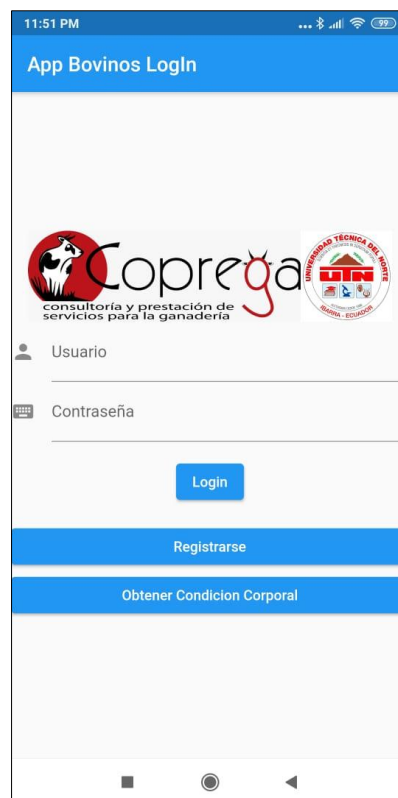 11:51 PM
99
App Bovinos LogIn
Coprega
consultoría y prestación de
servicios para la ganadería
UNIVERSIDAD TÉCNICA DEL NORTE
UTN
IBARRA - ECUADOR
Usuario
Contraseña
Login
Registrarse
Obtener Condicion Corporal